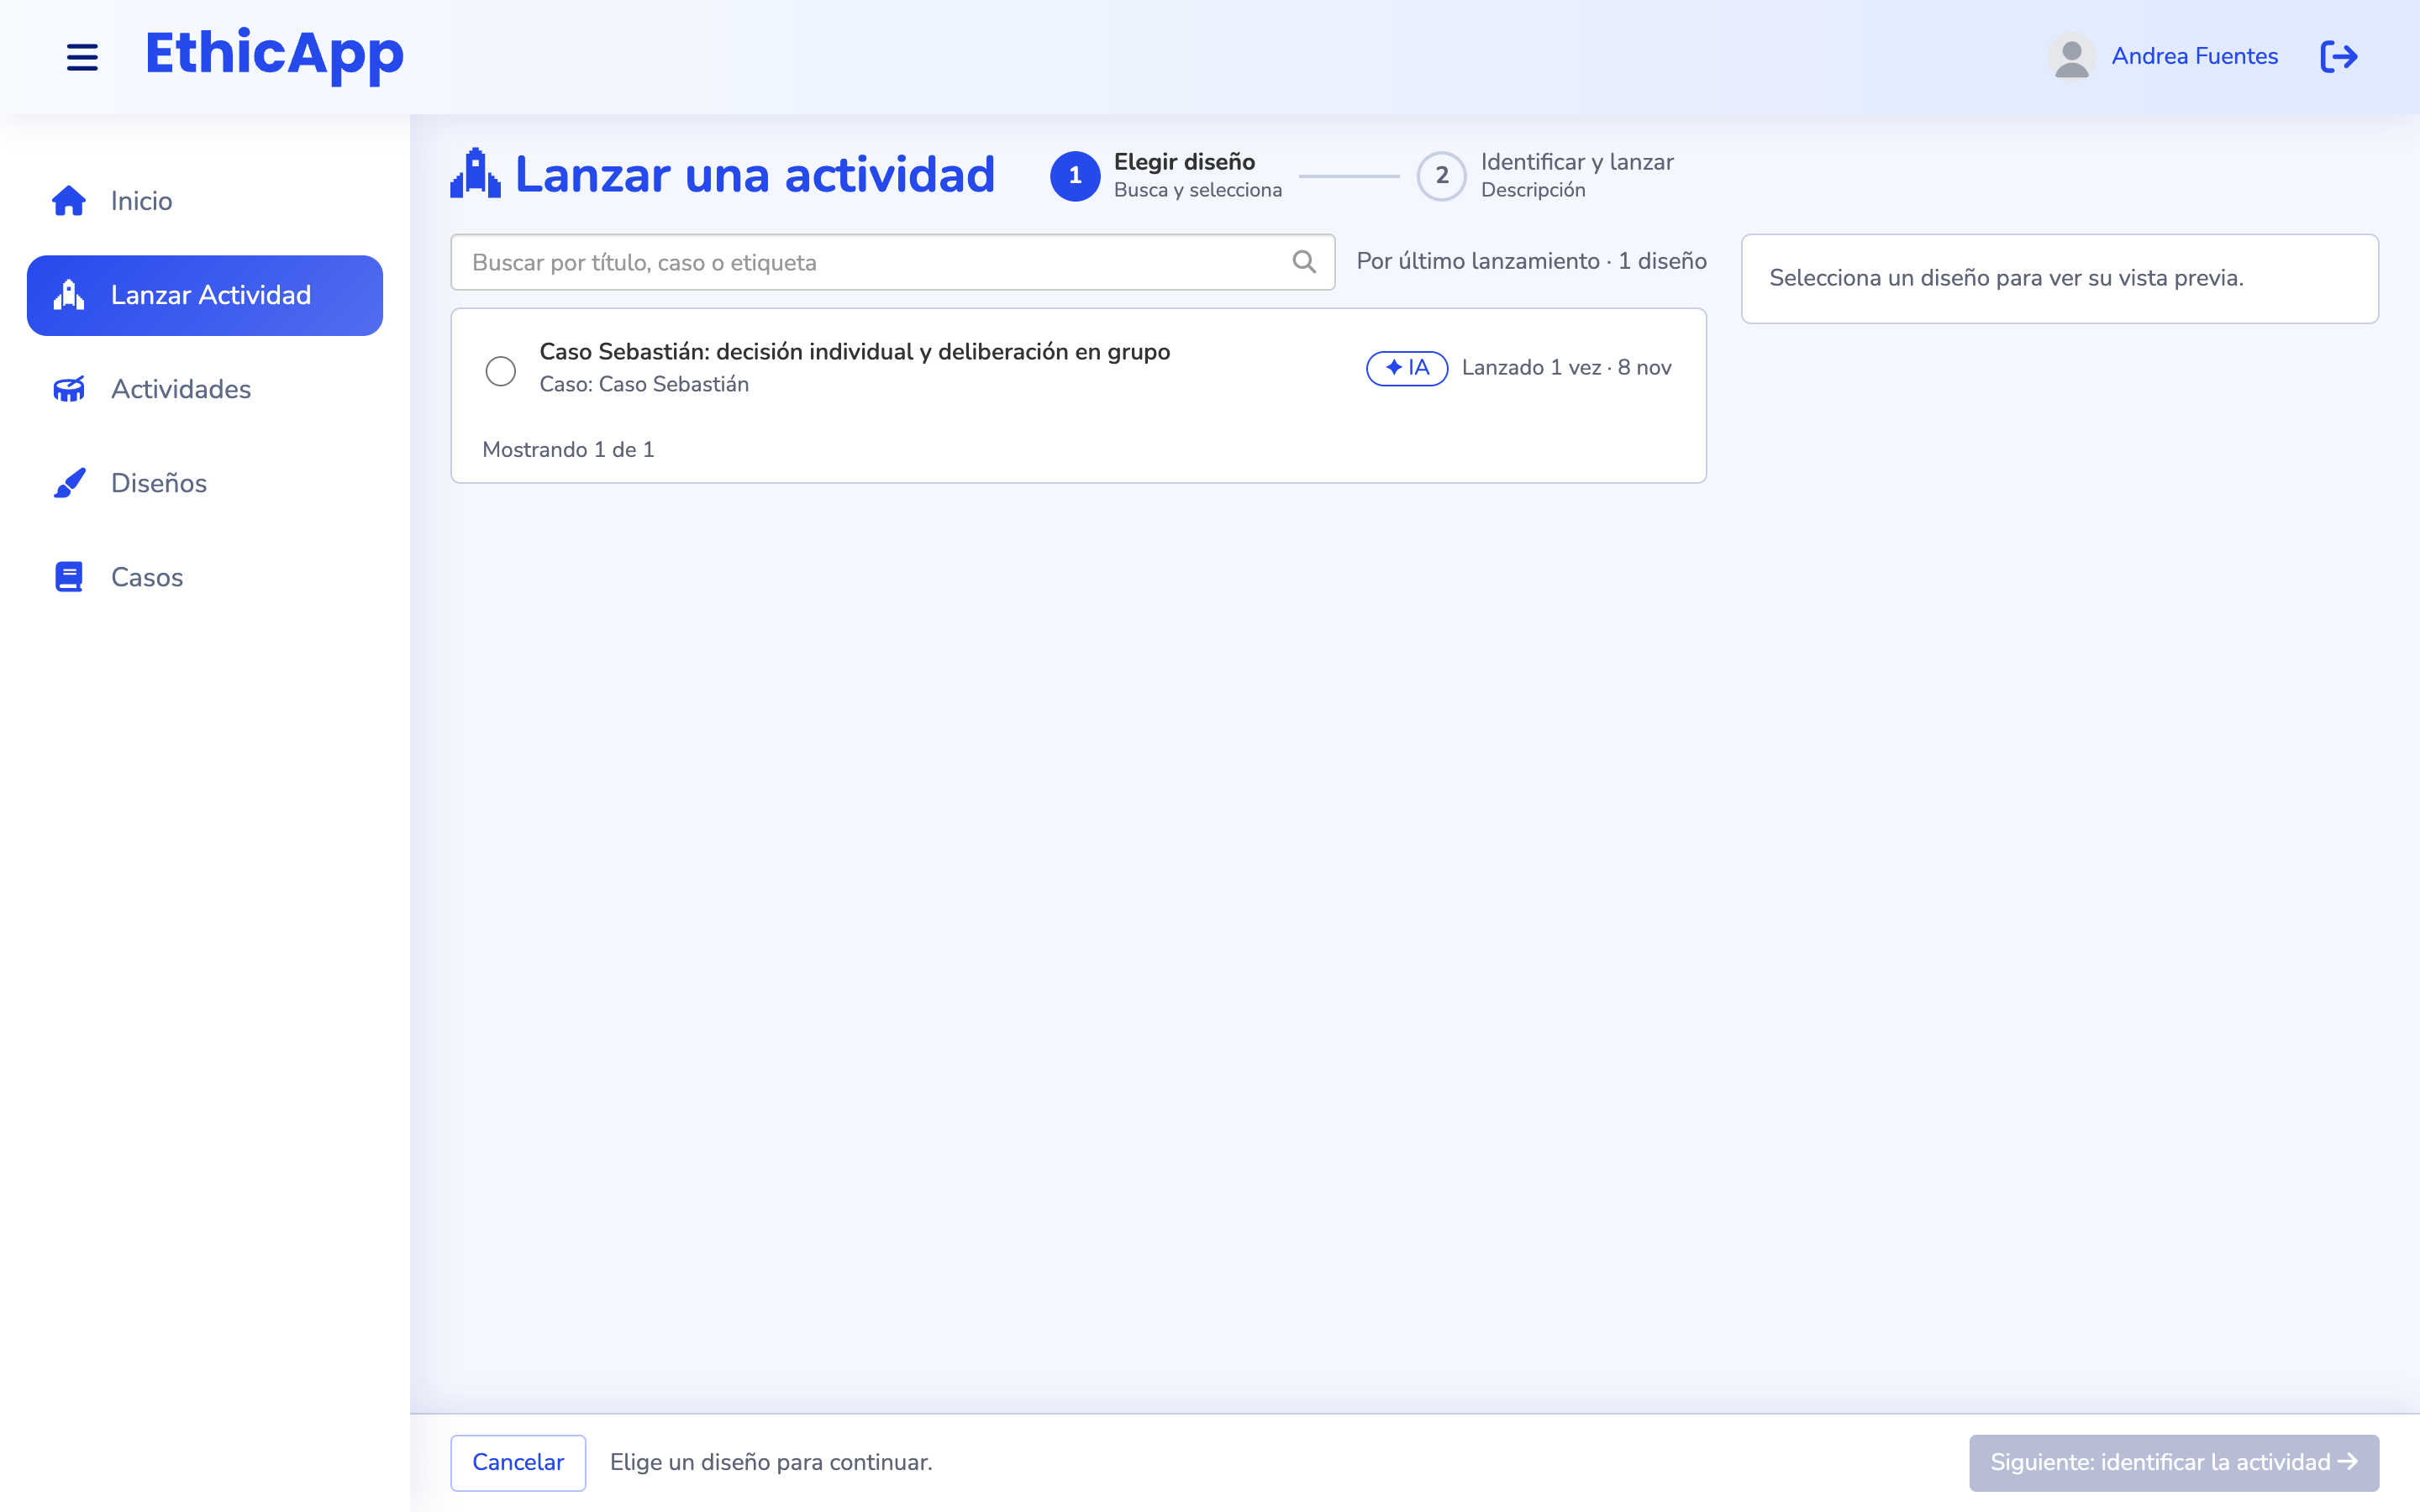 EthicApp
Andrea Fuentes
Inicio
Lanzar Actividad
Actividades
Diseños
Casos
Lanzar una actividad
1
Elegir diseño
Busca y selecciona
2
Identificar y lanzar
Descripción
Buscar por título, caso o etiqueta
Por último lanzamiento · 1 diseño
Selecciona un diseño para ver su vista previa.
Caso Sebastián: decisión individual y deliberación en grupo
Caso: Caso Sebastián
IA
Lanzado 1 vez · 8 nov
Mostrando 1 de 1
Cancelar
Elige un diseño para continuar.
Siguiente: identificar la actividad →